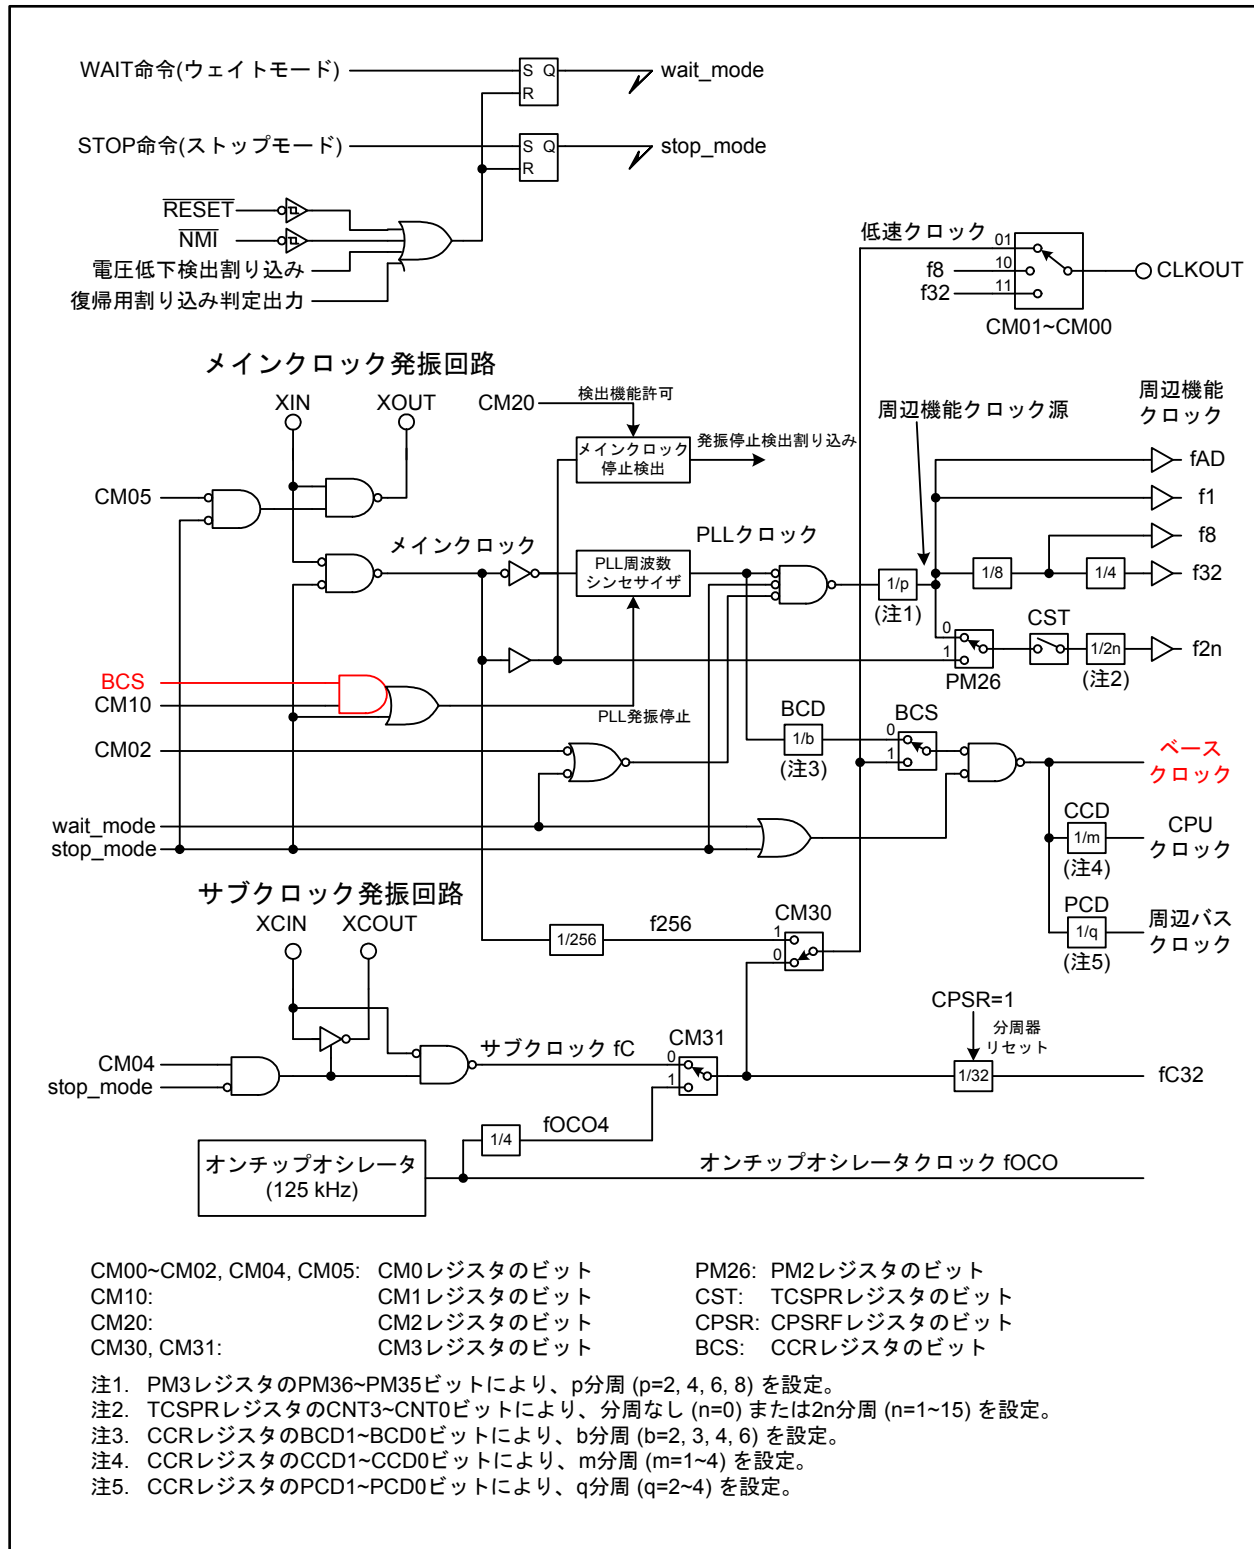 WAIT命令(ウェイトモード)
S Q
R
wait_mode
STOP命令(ストップモード)
S Q
R
stop_mode
RESET
NMI
電圧低下検出割り込み
復帰用割り込み判定出力
低速クロック
01
f8
10
f32
11
CLKOUT
CM01~CM00
メインクロック発振回路
XIN
XOUT
CM20
検出機能許可
メインクロック
停止検出
発振停止検出割り込み
周辺機能クロック源
周辺機能
クロック
fAD
f1
f8
f32
f2n
CM05
メインクロック
PLL周波数
シンセサイザ
PLLクロック
1/p
(注1)
1/8
1/4
0
1
PM26
CST
1/2n
(注2)
BCS
CM10
PLL発振停止
CM02
BCD
1/b
(注3)
BCS
0
1
ベース
クロック
wait_mode
stop_mode
CCD
1/m
(注4)
CPU
クロック
PCD
1/q
(注5)
周辺バス
クロック
サブクロック発振回路
XCIN
XCOUT
1/256
f256
CM30
1
0
CPSR=1
分周器
リセット
CM04
stop_mode
サブクロック fC
CM31
0
1
1/32
fC32
1/4
fOCO4
オンチップオシレータ
(125 kHz)
オンチップオシレータクロック fOCO
CM00~CM02, CM04, CM05: CM0レジスタのビット
CM10: CM1レジスタのビット
CM20: CM2レジスタのビット
CM30, CM31: CM3レジスタのビット
PM26: PM2レジスタのビット
CST: TCSPRレジスタのビット
CPSR: CPSRFレジスタのビット
BCS: CCRレジスタのビット
注1. PM3レジスタのPM36~PM35ビットにより、p分周 (p=2, 4, 6, 8) を設定。
注2. TCSPRレジスタのCNT3~CNT0ビットにより、分周なし (n=0) または2n分周 (n=1~15) を設定。
注3. CCRレジスタのBCD1~BCD0ビットにより、b分周 (b=2, 3, 4, 6) を設定。
注4. CCRレジスタのCCD1~CCD0ビットにより、m分周 (m=1~4) を設定。
注5. CCRレジスタのPCD1~PCD0ビットにより、q分周 (q=2~4) を設定。